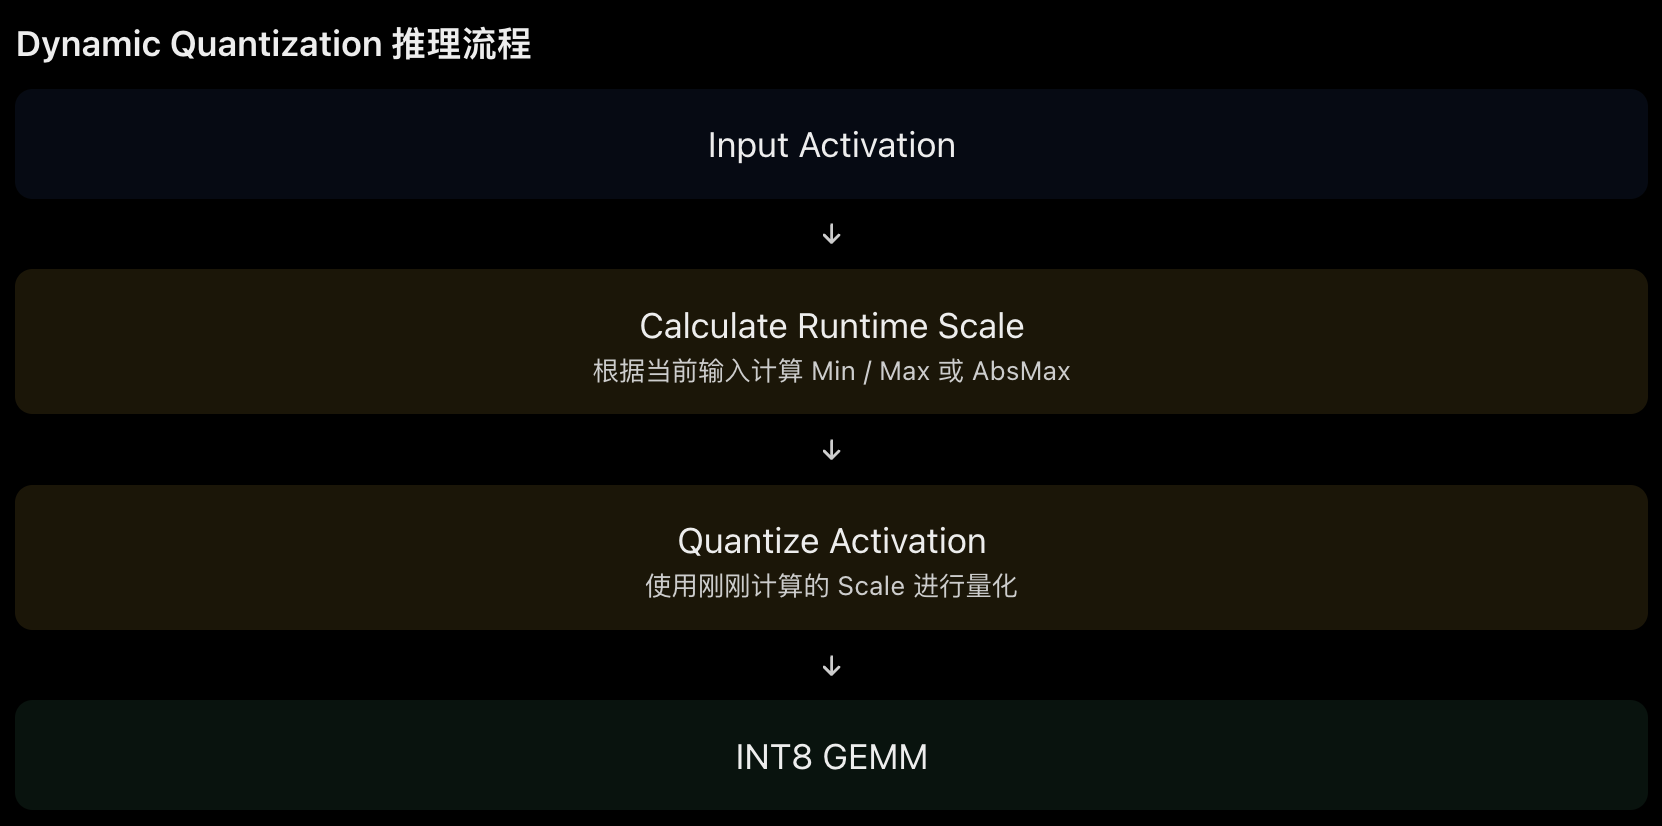 Dynamic Quantization 推理流程
Input Activation
↓
Calculate Runtime Scale
根据当前输入计算 Min / Max 或 AbsMax
↓
Quantize Activation
使用刚刚计算的 Scale 进行量化
↓
INT8 GEMM